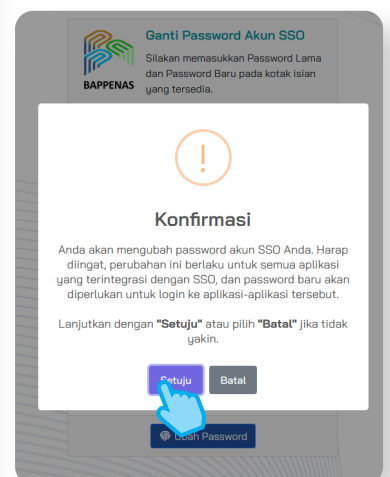 Ganti Password Akun SSO
Silakan memasukkan Password Lama
dan Password Baru pada kotak isian
yang tersedia.
BAPPENAS
Konfirmasi
Anda akan mengubah password akun SSO Anda. Harap
diingat, perubahan ini berlaku untuk semua aplikasi
yang terintegrasi dengan SSO, dan password baru akan
diperlukan untuk login ke aplikasi-aplikasi tersebut.
Lanjutkan dengan "Setuju" atau pilih "Batal" jika tidak
yakin.
Setuju Batal
Ubah Password